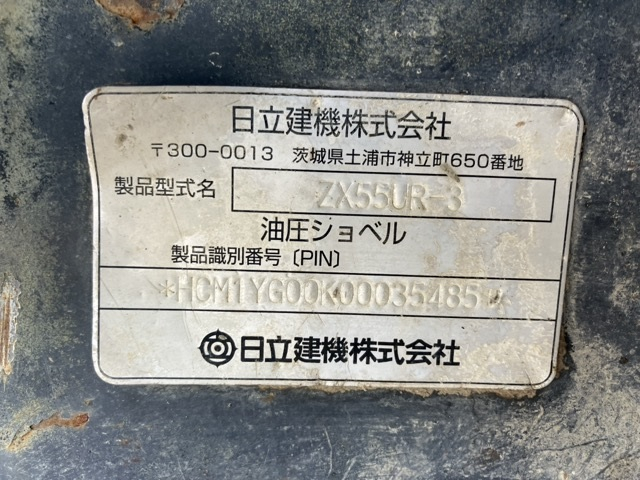 日立建機株式会社
〒300-0013 茨城県土浦市神立町650番地
製品型式名 ZX55UR-3
油圧ショベル
製品識別番号〔PIN〕
*HCM1YG00K00035485*
日立建機株式会社